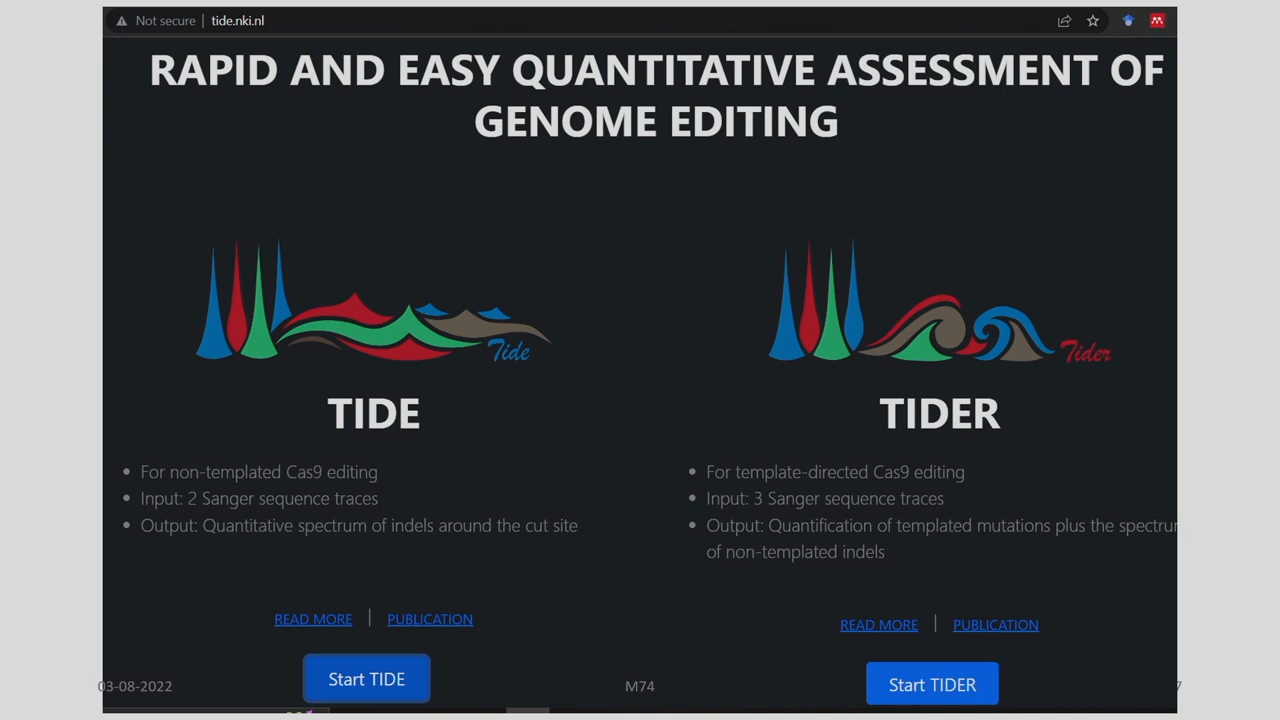 Not secure | tide.nki.nl
RAPID AND EASY QUANTITATIVE ASSESSMENT OF
GENOME EDITING
Tide
Tider
TIDE
TIDER
• For non-templated Cas9 editing
• Input: 2 Sanger sequence traces
• Output: Quantitative spectrum of indels around the cut site
• For template-directed Cas9 editing
• Input: 3 Sanger sequence traces
• Output: Quantification of templated mutations plus the spectru
of non-templated indels
READ MORE | PUBLICATION
READ MORE | PUBLICATION
Start TIDE
Start TIDER
03-08-2022
M74
7